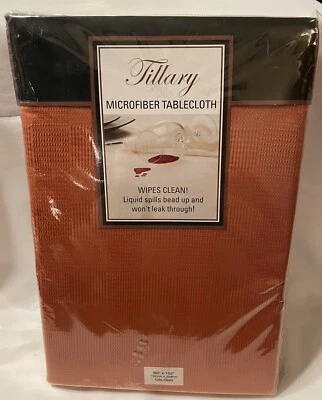 Tillary
MICROFIBER TABLECLOTH
WIPES CLEAN!
Liquid spills bead up and
won't leak through!